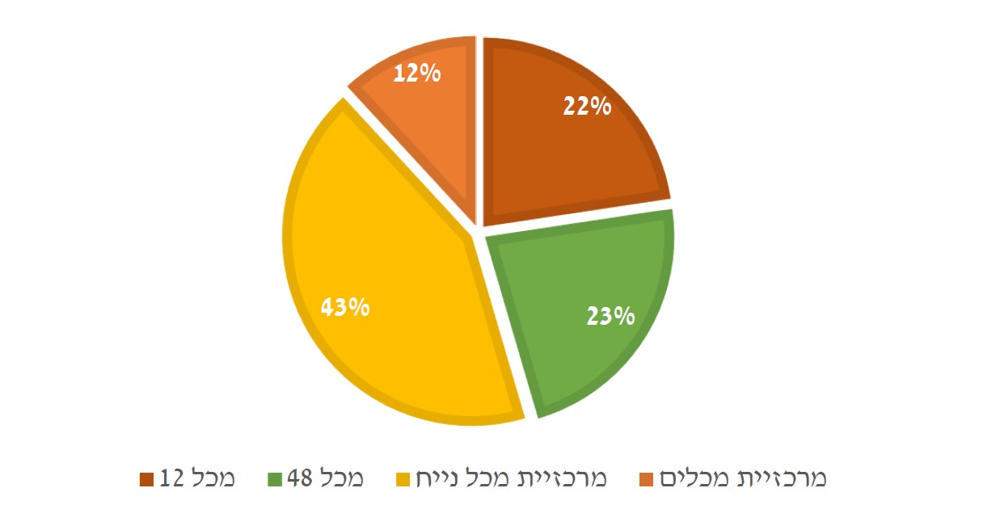 12%
22%
43%
23%
מכל 12
מכל 48
מרכזיית מכל נייח
מרכזיית מכלים